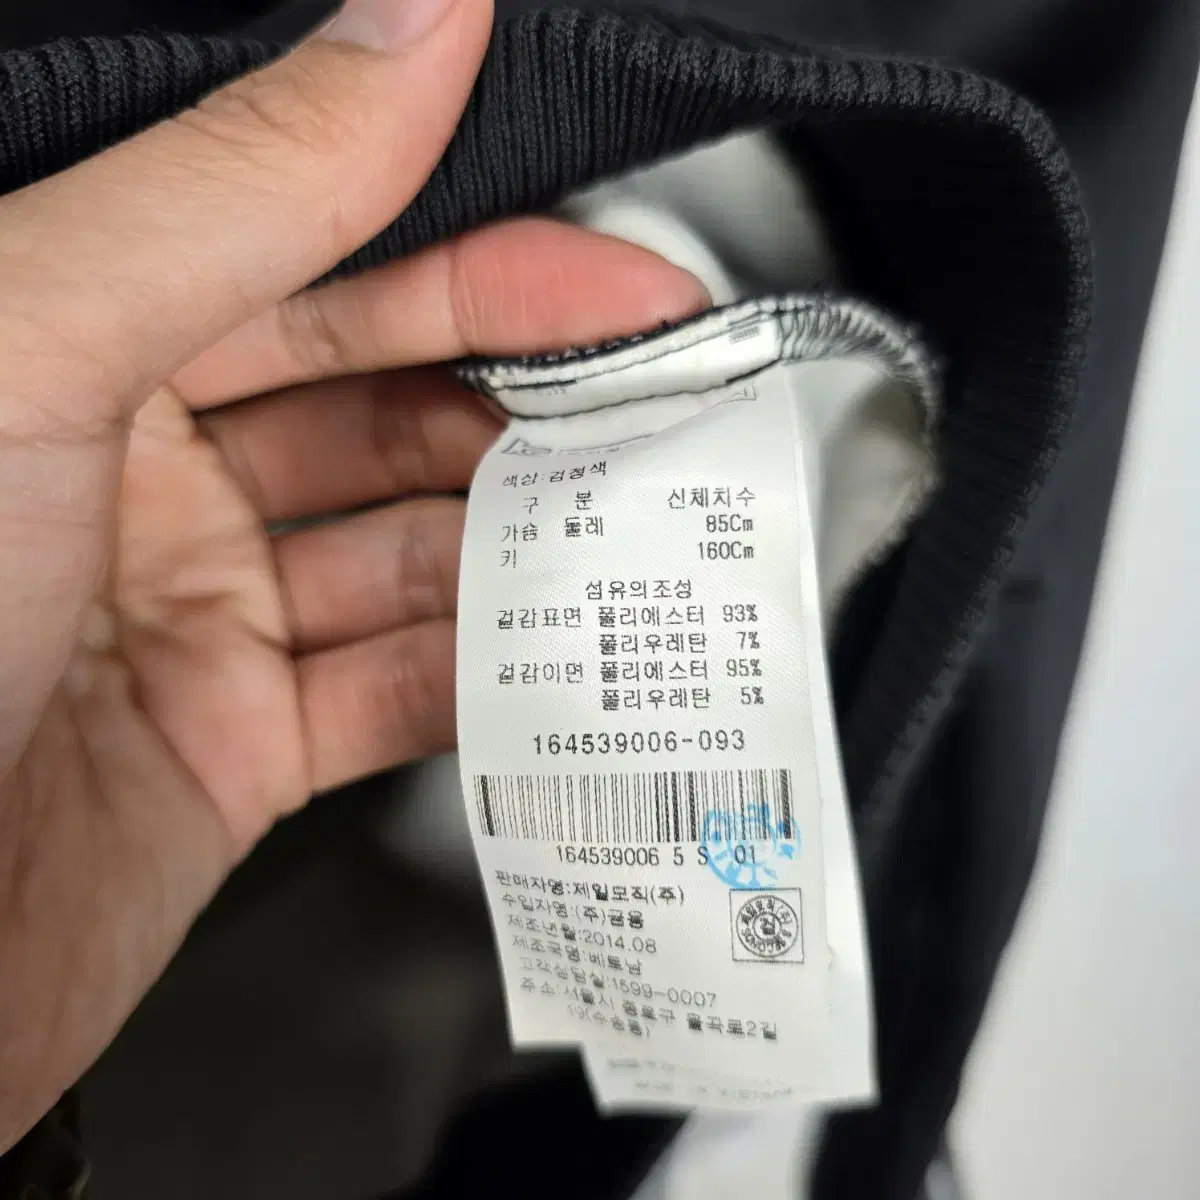 색상:검정색
구 분 신체치수
가슴 둘레 85Cm
키 160Cm
섬유의조성
겉감표면 폴리에스터 93%
폴리우레탄 7%
겉감이면 폴리에스터 95%
폴리우레탄 5%
164539006-093
164539006 5 S 01
판매자명:제일모직(주)
수입자명:(주)금용
제조년월:2014.08
제조국명:베트남
고객상담실:1599-0007
주소:서울시 종로구 율곡로2길
19(수송동)